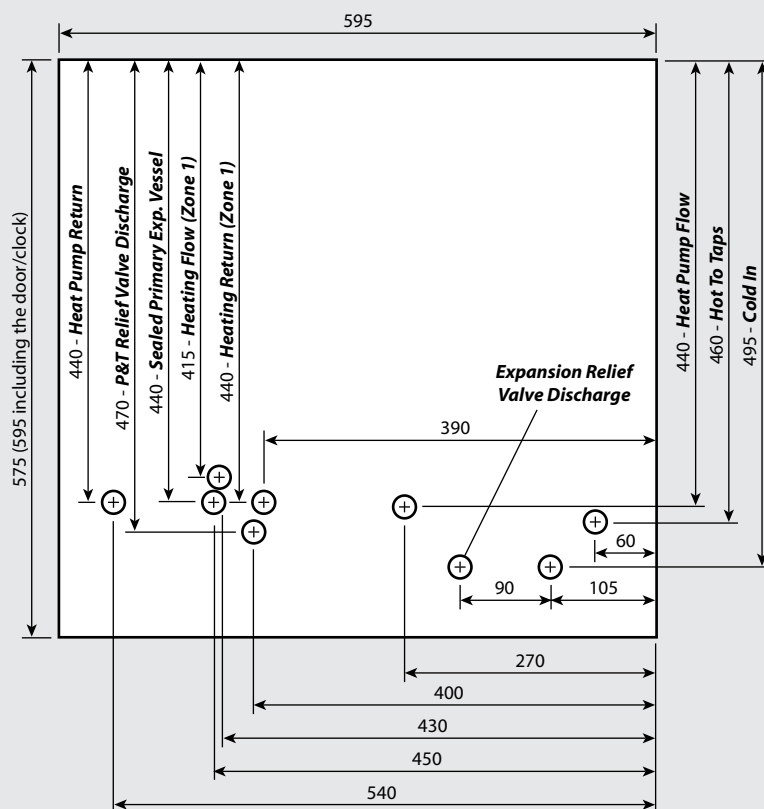 595
575 (595 including the door/clock)
440 - Heat Pump Return
470 - P&T Relief Valve Discharge
440 - Sealed Primary Exp. Vessel
415 - Heating Flow (Zone 1)
440 - Heating Return (Zone 1)
440 - Heat Pump Flow
460 - Hot To Taps
495 - Cold In
Expansion Relief
Valve Discharge
390
60
90
105
270
400
430
450
540